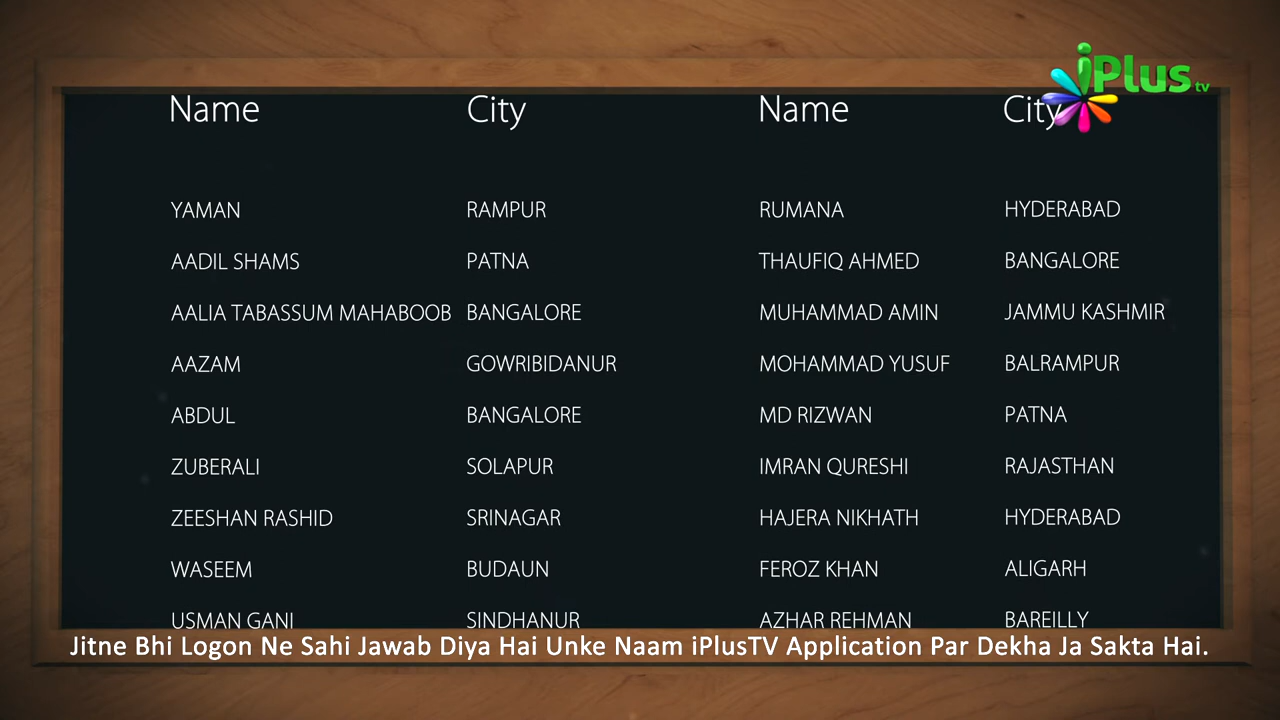 iPlus tv
Name City Name City
YAMAN RAMPUR RUMANA HYDERABAD
AADIL SHAMS PATNA THAUFIQ AHMED BANGALORE
AALIA TABASSUM MAHABOOB BANGALORE MUHAMMAD AMIN JAMMU KASHMIR
AAZAM GOWRIBIDANUR MOHAMMAD YUSUF BALRAMPUR
ABDUL BANGALORE MD RIZWAN PATNA
ZUBERALI SOLAPUR IMRAN QURESHI RAJASTHAN
ZEESHAN RASHID SRINAGAR HAJERA NIKHATH HYDERABAD
WASEEM BUDAUN FEROZ KHAN ALIGARH
USMAN GANI SINDHANUR AZHAR REHMAN BAREILLY
Jitne Bhi Logon Ne Sahi Jawab Diya Hai Unke Naam iPlusTV Application Par Dekha Ja Sakta Hai.